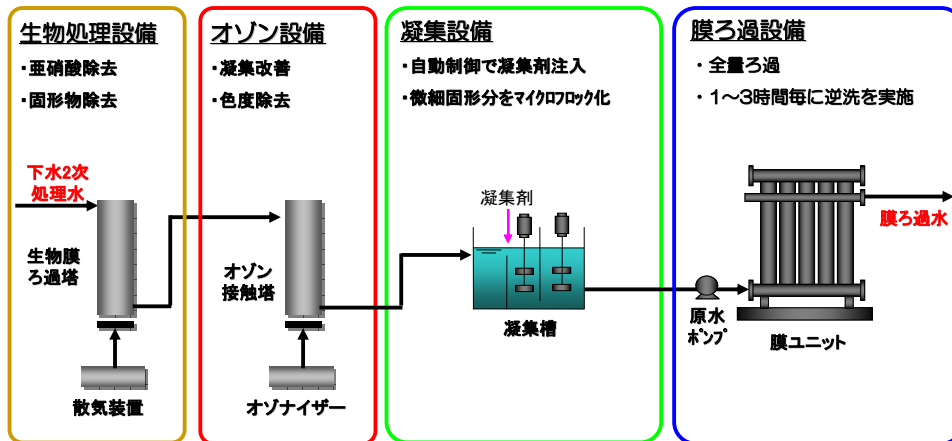 生物処理設備
・亜硝酸除去
・固形物除去
下水2次
処理水
生物膜
ろ過塔
散気装置
オゾン設備
・凝集改善
・色度除去
オゾン
接触塔
オゾナイザー
凝集設備
・自動制御で凝集剤注入
・微細固形分をマイクロフロック化
凝集剤
凝集槽
膜ろ過設備
・全量ろ過
・1～3時間毎に逆洗を実施
膜ろ過水
原水
ポンプ
膜ユニット